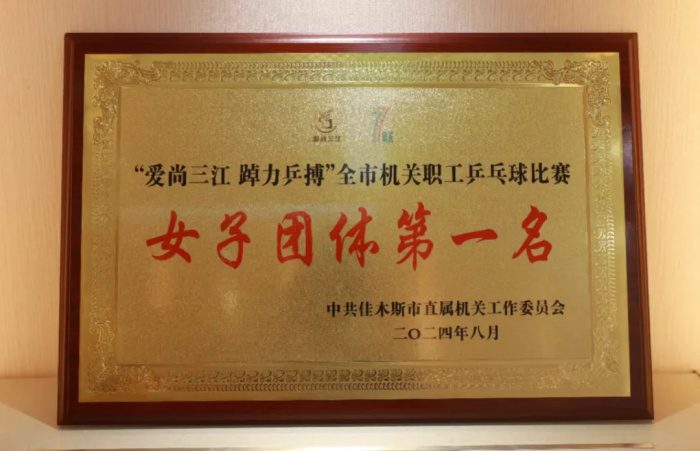 “爱尚三江 踔力乒搏”全市机关职工乒乓球比赛
女子团体第一名
中共佳木斯市直属机关工作委员会
二〇二四年八月